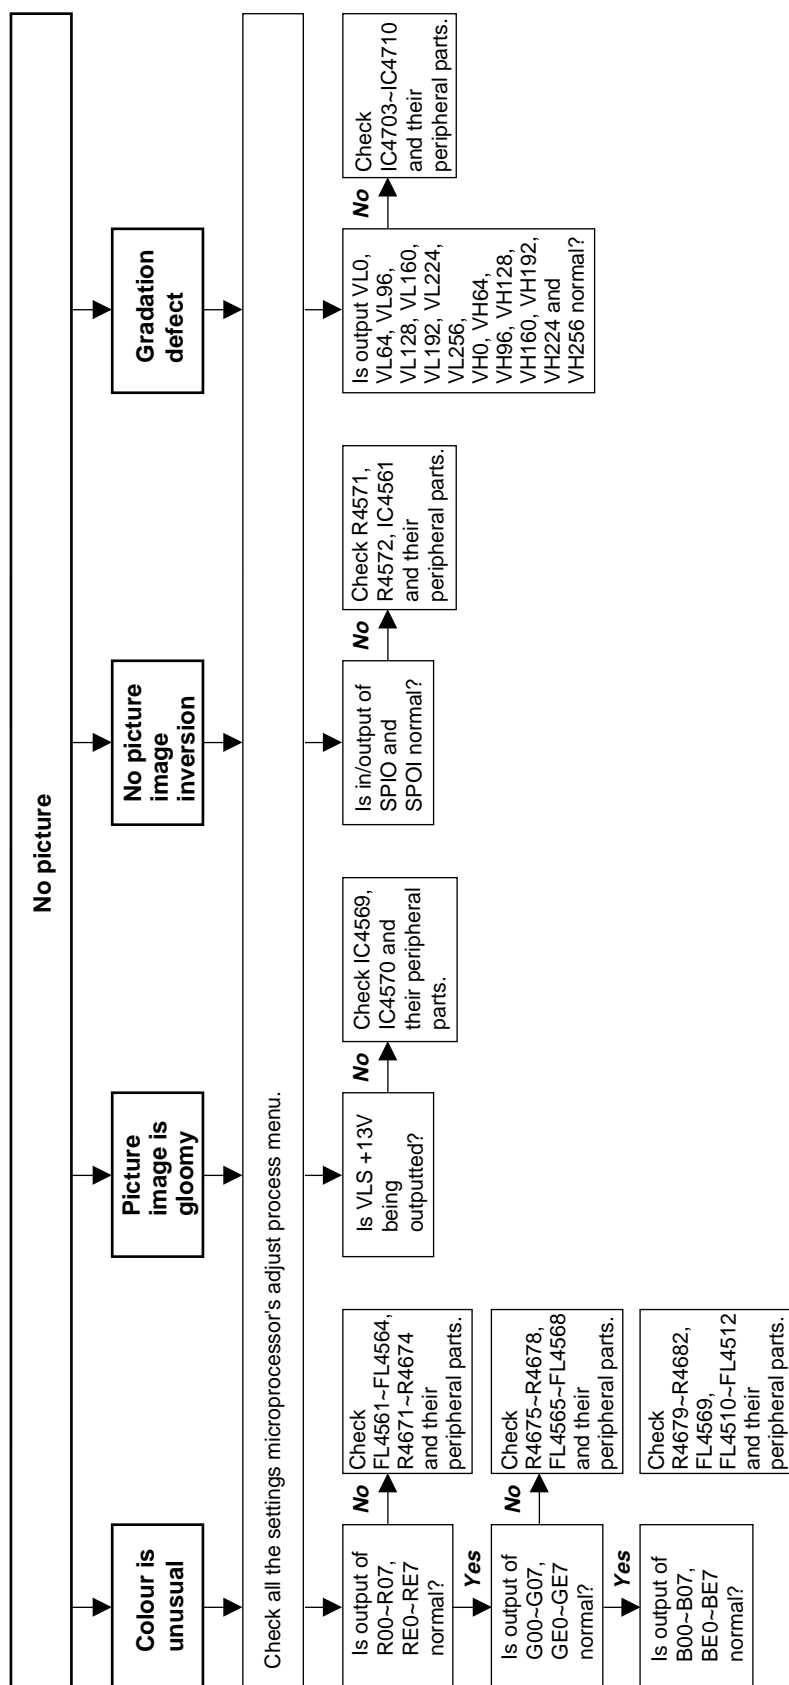 No picture
Colour is
unusual
Picture
image is
gloomy
No picture
image
inversion
Gradation
defect
Check all the settings microprocessor's adjust process menu.
Is output of
R00~R07,
RE0~RE7
normal?
No
Check
FL4561~FL4564,
R4671~R4674
and their
peripheral parts.
Yes
Is output of
G00~G07,
GE0~GE7
normal?
No
Check
R4675~R4678,
FL4565~FL4568
and their
peripheral parts.
Yes
Is output of
B00~B07,
BE0~BE7
normal?
Check
R4679~R4682,
FL4569,
FL4510~FL4512
and their
peripheral parts.
Is VLS +13V
being
outputted?
No
Check IC4569,
IC4570 and
their peripheral
parts.
Is in/output of
SPIO and
SPOI normal?
No
Check R4571,
R4572, IC4561
and their
peripheral parts.
Is output VL0,
VL64, VL96,
VL128, VL160,
VL192, VL224,
VL256,
VH0, VH64,
VH96, VH128,
VH160, VH192,
VH224 and
VH256 normal?
No
Check
IC4703~IC4710
and their
peripheral parts.